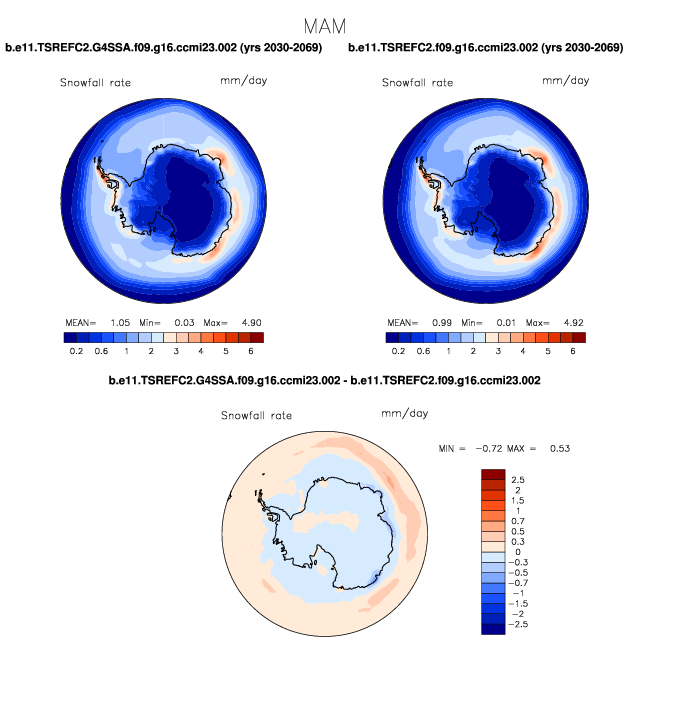 MAM
b.e11.TSREFC2.G4SSA.f09.g16.ccmi23.002 (yrs 2030-2069) b.e11.TSREFC2.f09.g16.ccmi23.002 (yrs 2030-2069)
Snowfall rate mm/day Snowfall rate mm/day
MEAN= 1.05 Min= 0.03 Max= 4.90 MEAN= 0.99 Min= 0.01 Max= 4.92
0.2 0.6 1 2 3 4 5 6 0.2 0.6 1 2 3 4 5 6
b.e11.TSREFC2.G4SSA.f09.g16.ccmi23.002 - b.e11.TSREFC2.f09.g16.ccmi23.002
Snowfall rate mm/day
MIN = -0.72 MAX = 0.53
2.5
2
1.5
1
0.7
0.5
0.3
0
-0.3
-0.5
-0.7
-1
-1.5
-2
-2.5